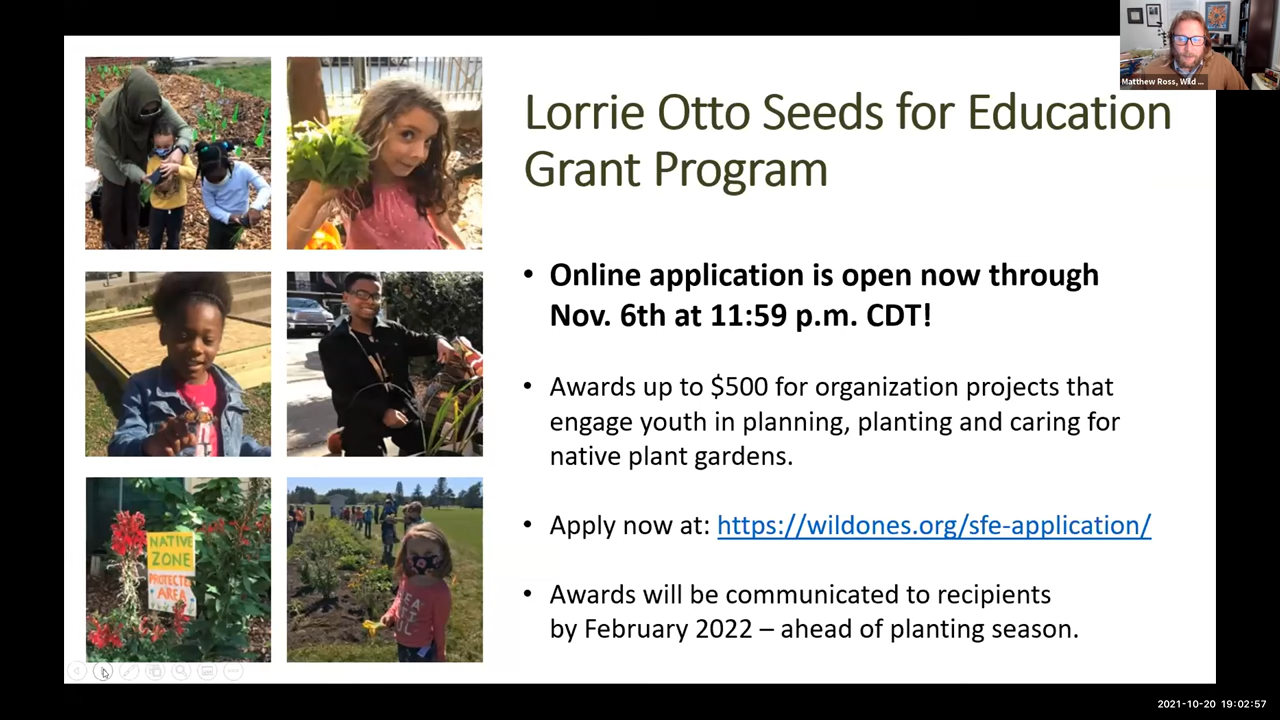 Matthew Ross, Wild ...
Lorrie Otto Seeds for Education
Grant Program
• Online application is open now through
Nov. 6th at 11:59 p.m. CDT!
• Awards up to $500 for organization projects that
engage youth in planning, planting and caring for
native plant gardens.
• Apply now at: https://wildones.org/sfe-application/
• Awards will be communicated to recipients
by February 2022 – ahead of planting season.
NATIVE
ZONE
PROTECTE
AREA
2021-10-20 19:02:57